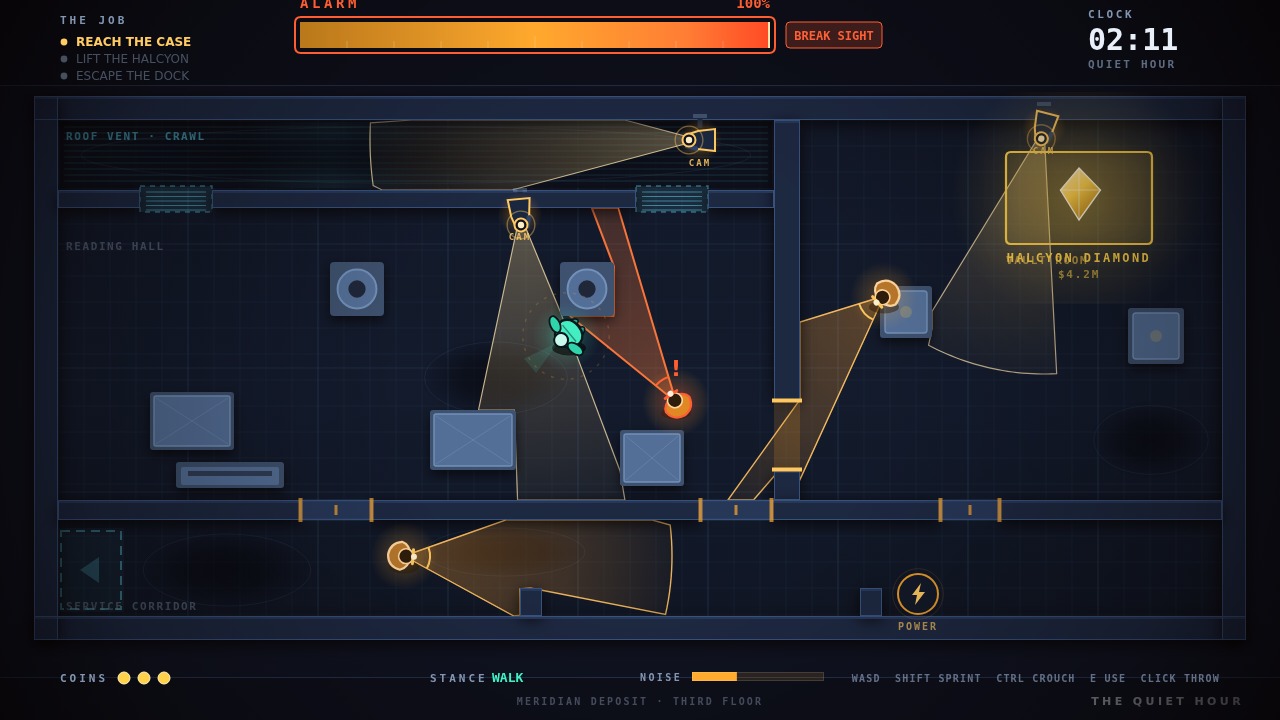 THE JOB
REACH THE CASE
LIFT THE HALCYON
ESCAPE THE DOCK
ALARM 100%
BREAK SIGHT
CLOCK
02:11
QUIET HOUR
ROOF VENT · CRAWL
CAM
CAM
CAM
READING HALL
HALCYON DIAMOND
VAULT ROOM
$4.2M
!
SERVICE CORRIDOR
POWER
COINS
STANCE WALK
NOISE
WASD SHIFT SPRINT CTRL CROUCH E USE CLICK THROW
MERIDIAN DEPOSIT · THIRD FLOOR
THE QUIET HOUR